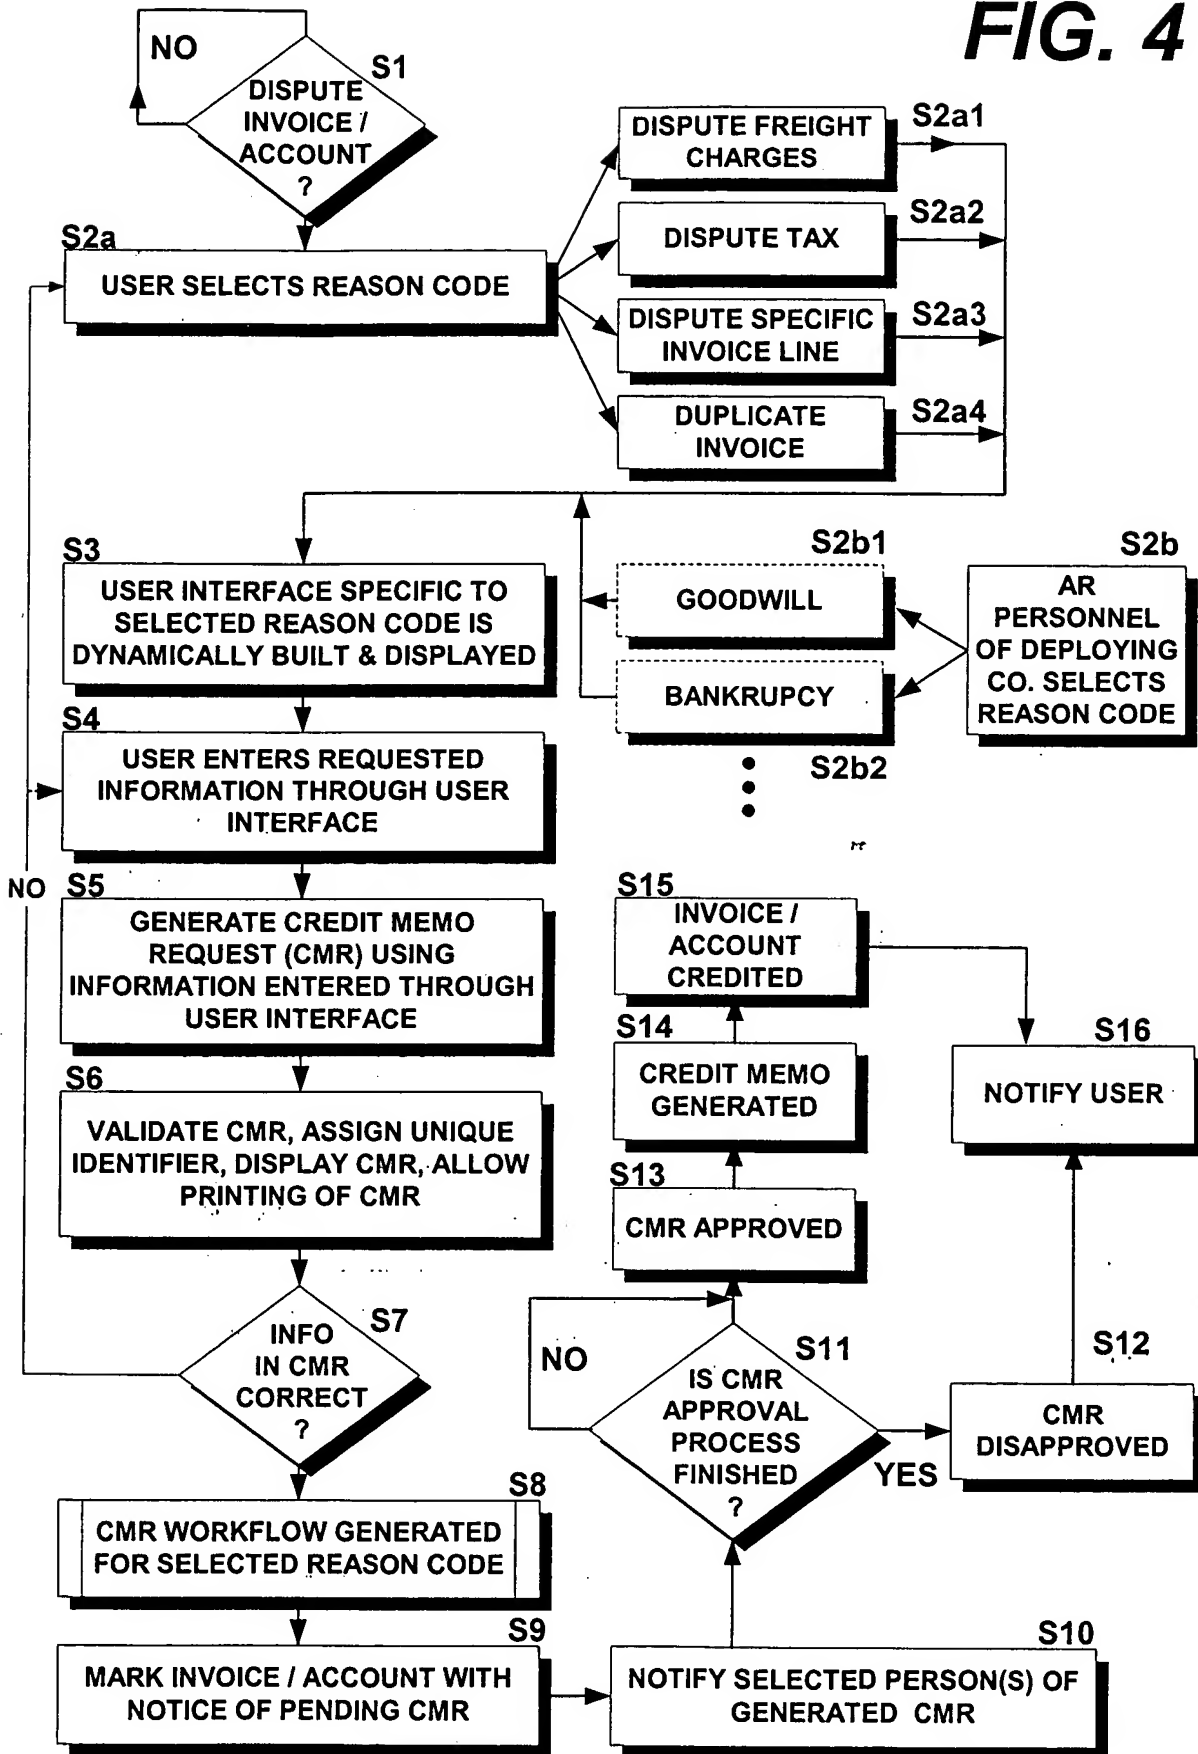 FIG. 4
NO
S1
DISPUTE
INVOICE /
ACCOUNT
?
S2a
USER SELECTS REASON CODE
DISPUTE FREIGHT
CHARGES
S2a1
DISPUTE TAX
S2a2
DISPUTE SPECIFIC
INVOICE LINE
S2a3
DUPLICATE
INVOICE
S2a4
S3
USER INTERFACE SPECIFIC TO
SELECTED REASON CODE IS
DYNAMICALLY BUILT & DISPLAYED
S2b1
GOODWILL
BANKRUPCY
S2b2
S2b
AR
PERSONNEL
OF DEPLOYING
CO. SELECTS
REASON CODE
S4
USER ENTERS REQUESTED
INFORMATION THROUGH USER
INTERFACE
NO
S5
GENERATE CREDIT MEMO
REQUEST (CMR) USING
INFORMATION ENTERED THROUGH
USER INTERFACE
S6
VALIDATE CMR, ASSIGN UNIQUE
IDENTIFIER, DISPLAY CMR, ALLOW
PRINTING OF CMR
S7
INFO
IN CMR
CORRECT
?
S8
CMR WORKFLOW GENERATED
FOR SELECTED REASON CODE
S9
MARK INVOICE / ACCOUNT WITH
NOTICE OF PENDING CMR
S10
NOTIFY SELECTED PERSON(S) OF
GENERATED CMR
S11
NO
IS CMR
APPROVAL
PROCESS
FINISHED
?
YES
S12
CMR
DISAPPROVED
S13
CMR APPROVED
S14
CREDIT MEMO
GENERATED
S15
INVOICE /
ACCOUNT
CREDITED
S16
NOTIFY USER